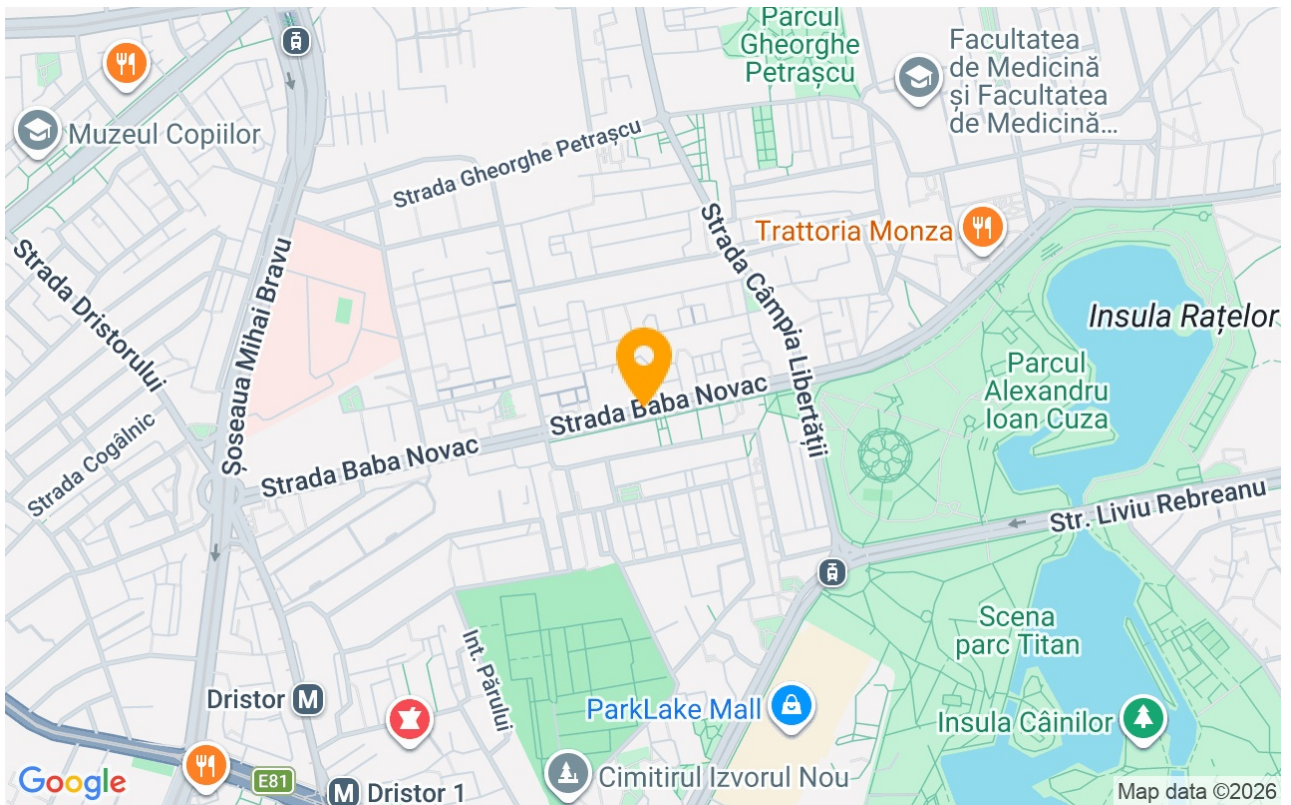 Parcul
Gheorghe
Petrașcu
Facultatea
de Medicină
și Facultatea
de Medicină...
Muzeul Copiilor
Strada Gheorghe Petrașcu
Trattoria Monza
Strada Câmpia Libertății
Strada Dristorului
Șoseaua Mihai Bravu
Insula Rațelor
Parcul
Alexandru
Ioan Cuza
Strada Baba Novac
Strada Baba Novac
Strada Cogâlnic
Str. Liviu Rebreanu
Scena
parc Titan
Int. Părului
Dristor M
ParkLake Mall
Insula Câinilor
Google
E81
M Dristor 1
Cimitirul Izvorul Nou
Map data ©2026